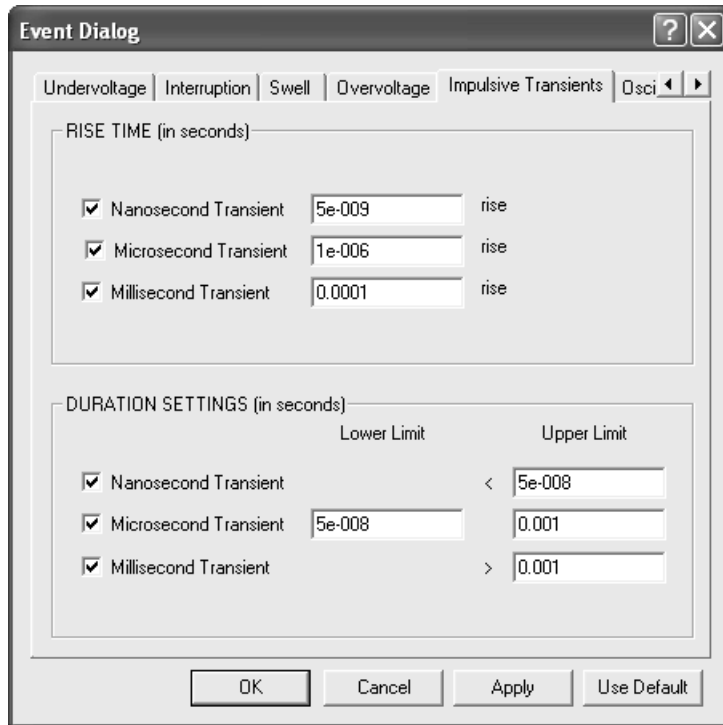 Event Dialog
Undervoltage Interruption Swell Overvoltage Impulsive Transients Osci
RISE TIME (in seconds)
Nanosecond Transient 5e-009 rise
Microsecond Transient 1e-006 rise
Millisecond Transient 0.0001 rise
DURATION SETTINGS (in seconds)
Lower Limit Upper Limit
Nanosecond Transient < 5e-008
Microsecond Transient 5e-008 0.001
Millisecond Transient > 0.001
OK Cancel Apply Use Default